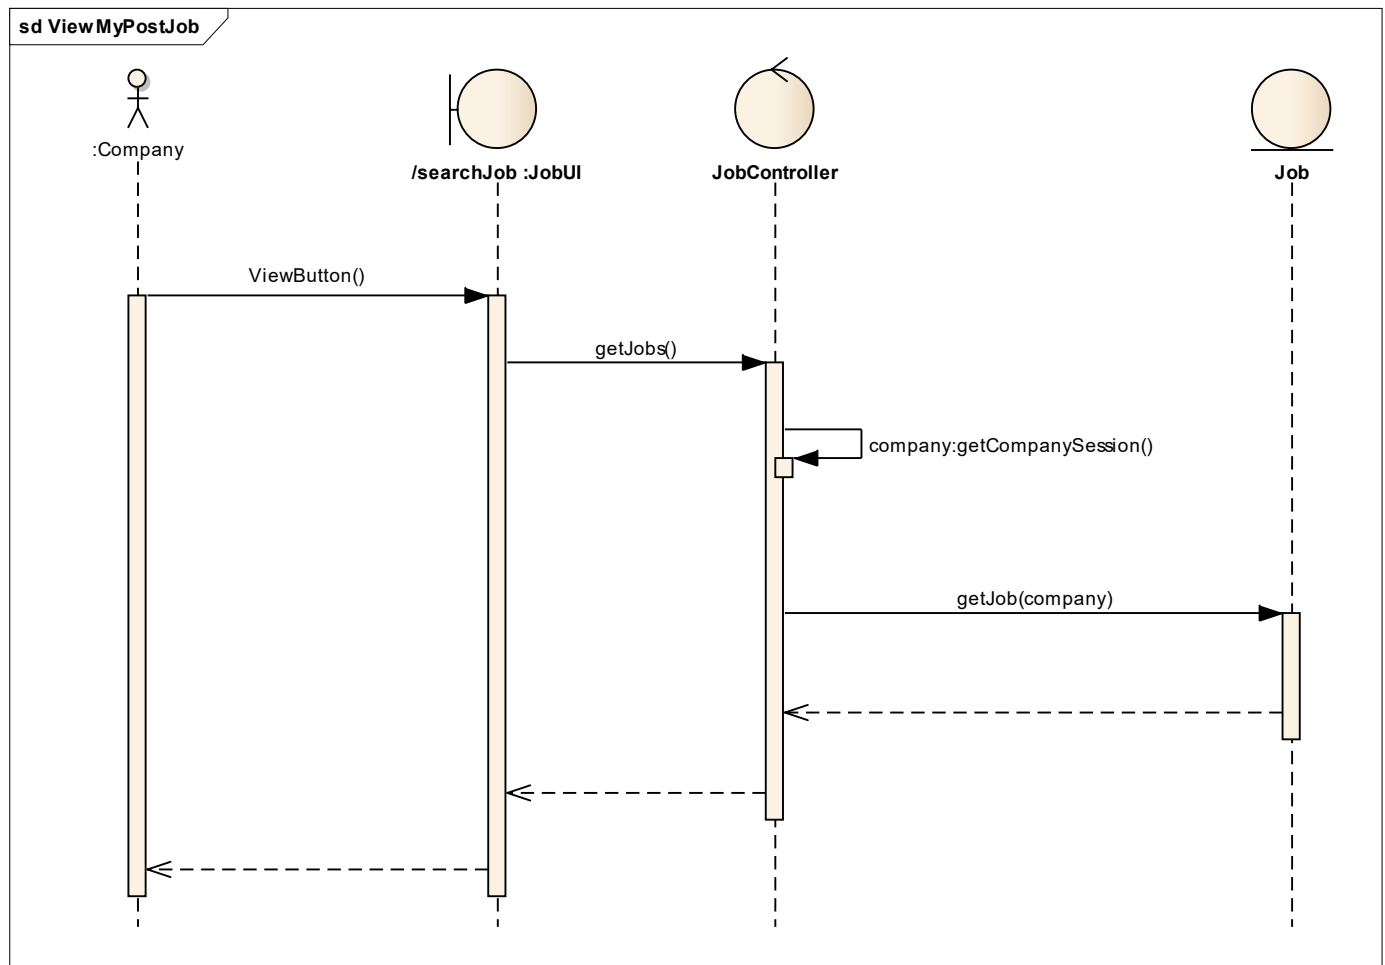 sd ViewMyPostJob
:Company
/searchJob :JobUI
JobController
Job
ViewButton()
getJobs()
company:getCompanySession()
getJob(company)